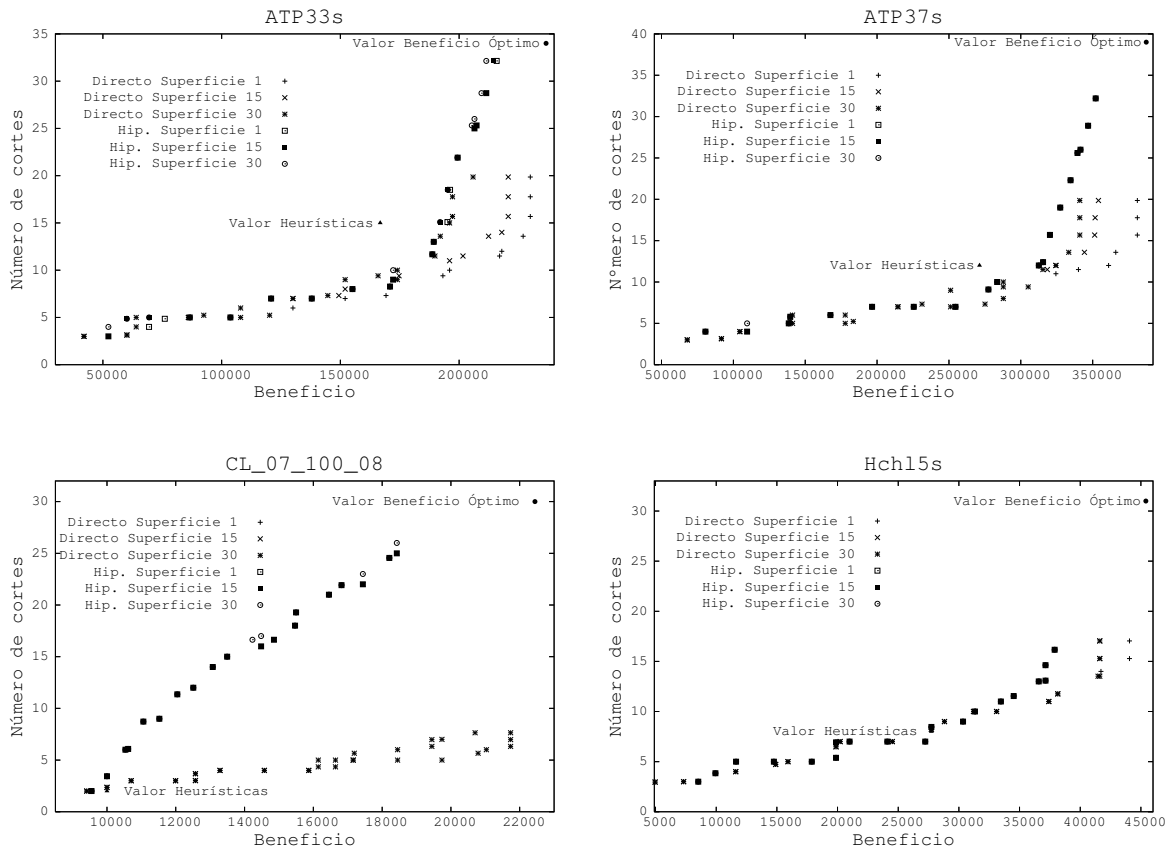 ATP33s
Número de cortes
35
30
25
20
15
10
5
0
Valor Beneficio Óptimo
Directo Superficie 1
Directo Superficie 15
Directo Superficie 30
Hip. Superficie 1
Hip. Superficie 15
Hip. Superficie 30
Valor Heurísticas
50000 100000 150000 200000
Beneficio
ATP37s
Nºmero de cortes
40
35
30
25
20
15
10
5
0
Valor Beneficio Óptimo
Directo Superficie 1
Directo Superficie 15
Directo Superficie 30
Hip. Superficie 1
Hip. Superficie 15
Hip. Superficie 30
Valor Heurísticas
50000 100000 150000 200000 250000 300000 350000
Beneficio
CL_07_100_08
Número de cortes
30
25
20
15
10
5
0
Valor Beneficio Óptimo
Directo Superficie 1
Directo Superficie 15
Directo Superficie 30
Hip. Superficie 1
Hip. Superficie 15
Hip. Superficie 30
Valor Heurísticas
10000 12000 14000 16000 18000 20000 22000
Beneficio
Hchl5s
Número de cortes
30
25
20
15
10
5
0
Valor Beneficio Óptimo
Directo Superficie 1
Directo Superficie 15
Directo Superficie 30
Hip. Superficie 1
Hip. Superficie 15
Hip. Superficie 30
Valor Heurísticas
5000 10000 15000 20000 25000 30000 35000 40000 45000
Beneficio